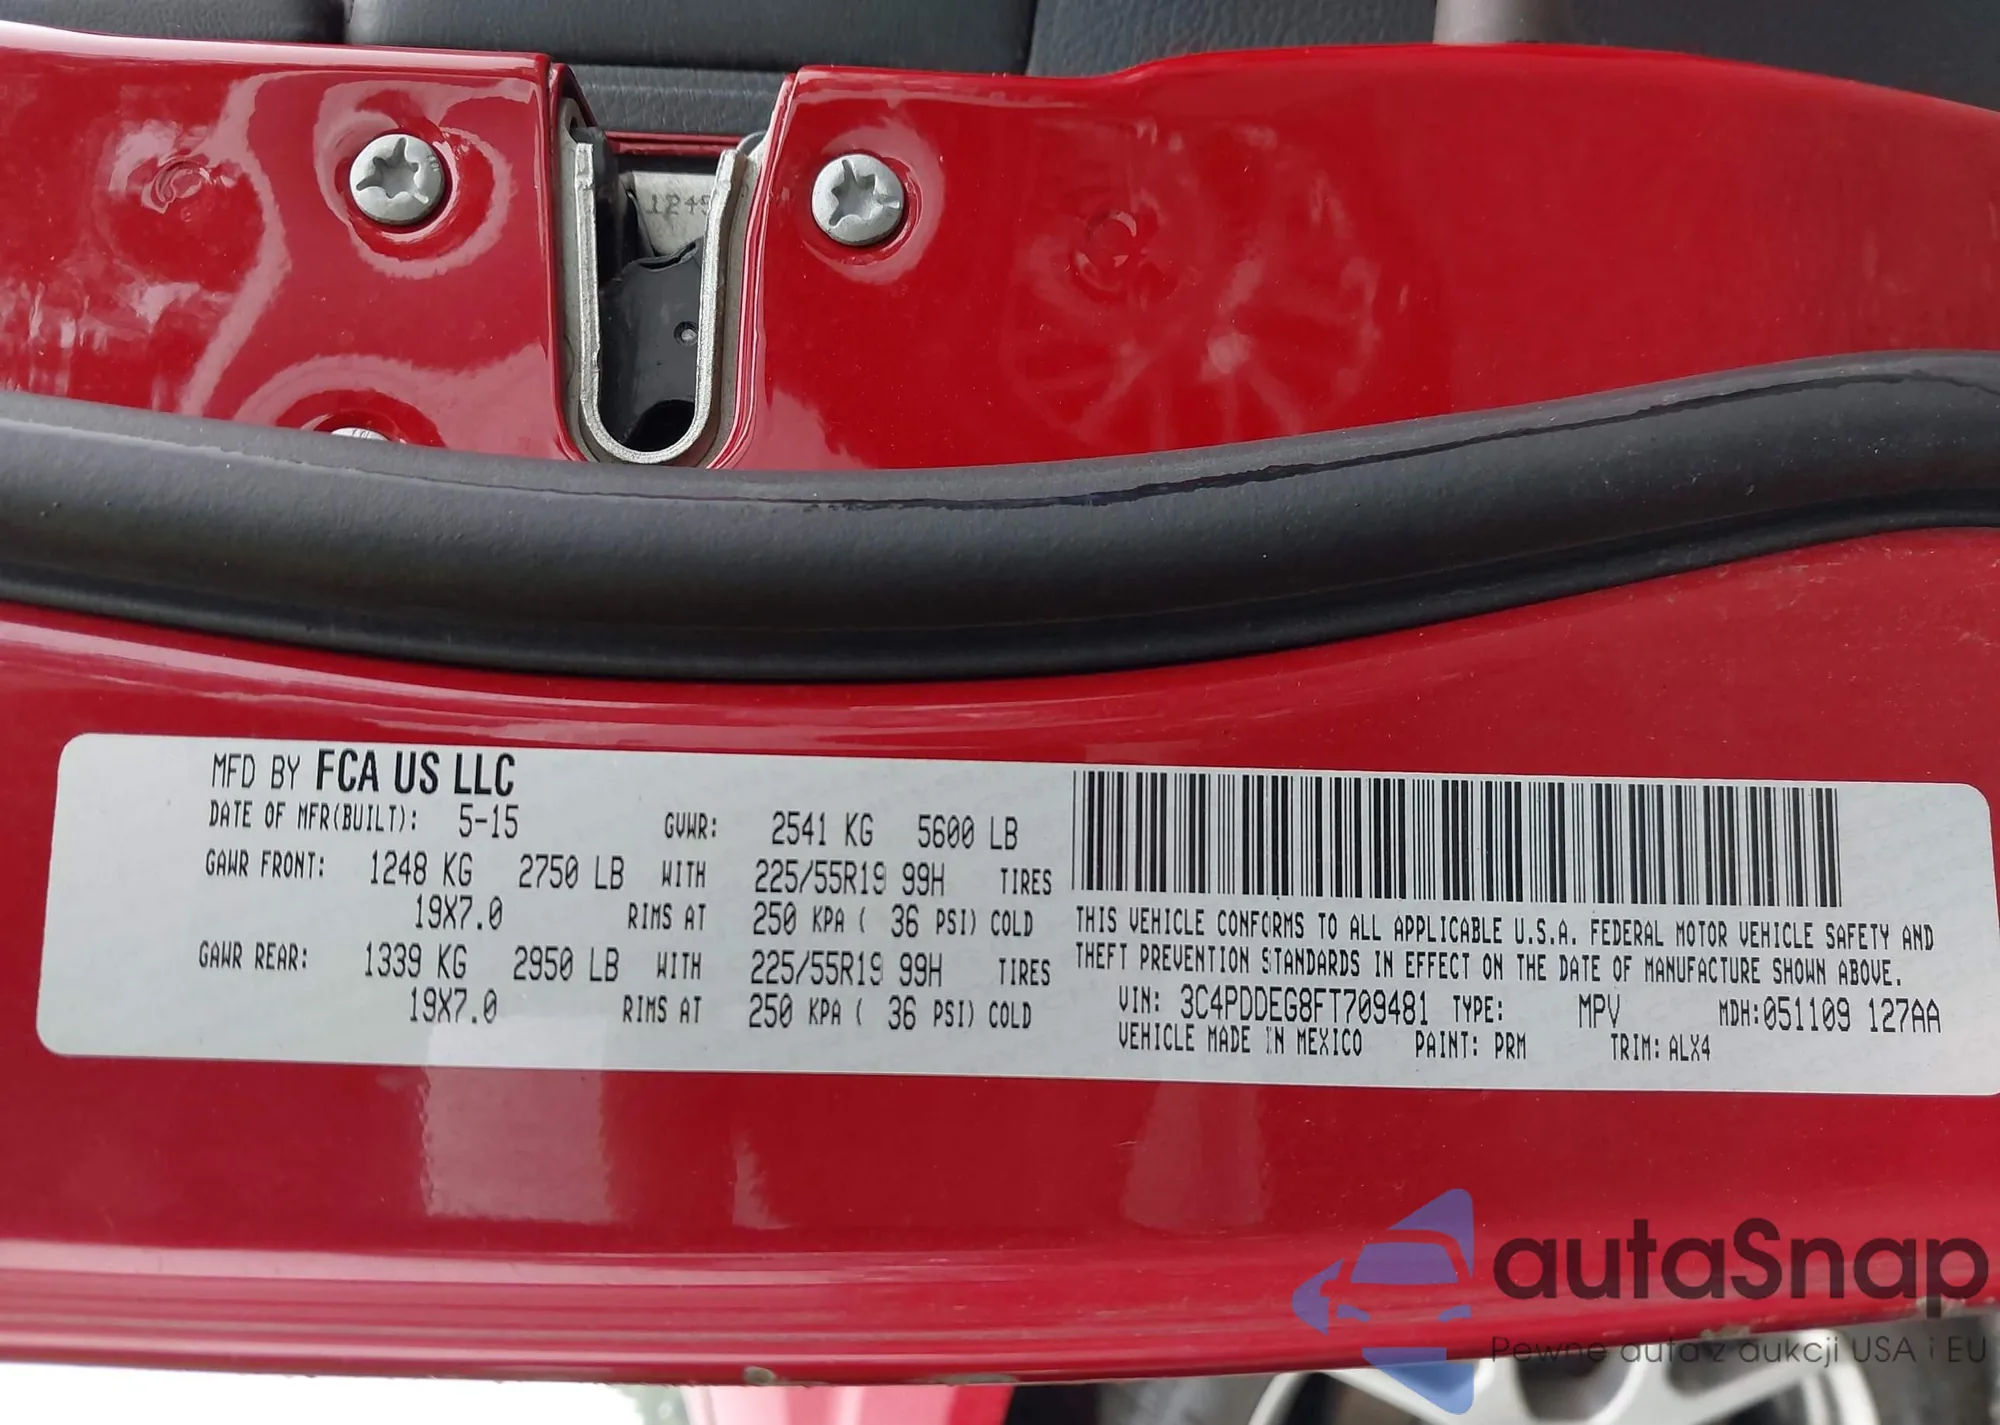 1245
MFD BY FCA US LLC
DATE OF MFR(BUILT): 5-15 GVWR: 2541 KG 5600 LB
GAWR FRONT: 1248 KG 2750 LB WITH 225/55R19 99H TIRES
19X7.0 RIMS AT 250 KPA ( 36 PSI) COLD
GAWR REAR: 1339 KG 2950 LB WITH 225/55R19 99H TIRES
19X7.0 RIMS AT 250 KPA ( 36 PSI) COLD
THIS VEHICLE CONFORMS TO ALL APPLICABLE U.S.A. FEDERAL MOTOR VEHICLE SAFETY AND
THEFT PREVENTION STANDARDS IN EFFECT ON THE DATE OF MANUFACTURE SHOWN ABOVE.
VIN: 3C4PDDEG8FT709481 TYPE: MPV MDH:051109 127AA
VEHICLE MADE IN MEXICO PAINT: PRM TRIM: ALX4
autaSnap
Pewne auta z aukcji USA i EU